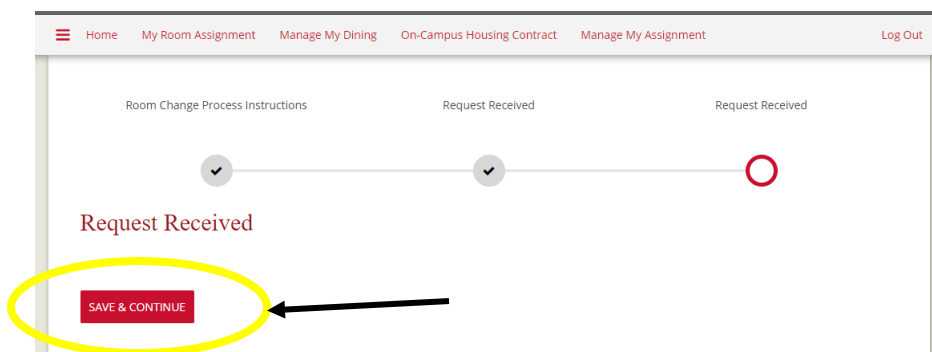 Home My Room Assignment Manage My Dining On-Campus Housing Contract Manage My Assignment Log Out
Room Change Process Instructions Request Received Request Received
Request Received
SAVE & CONTINUE